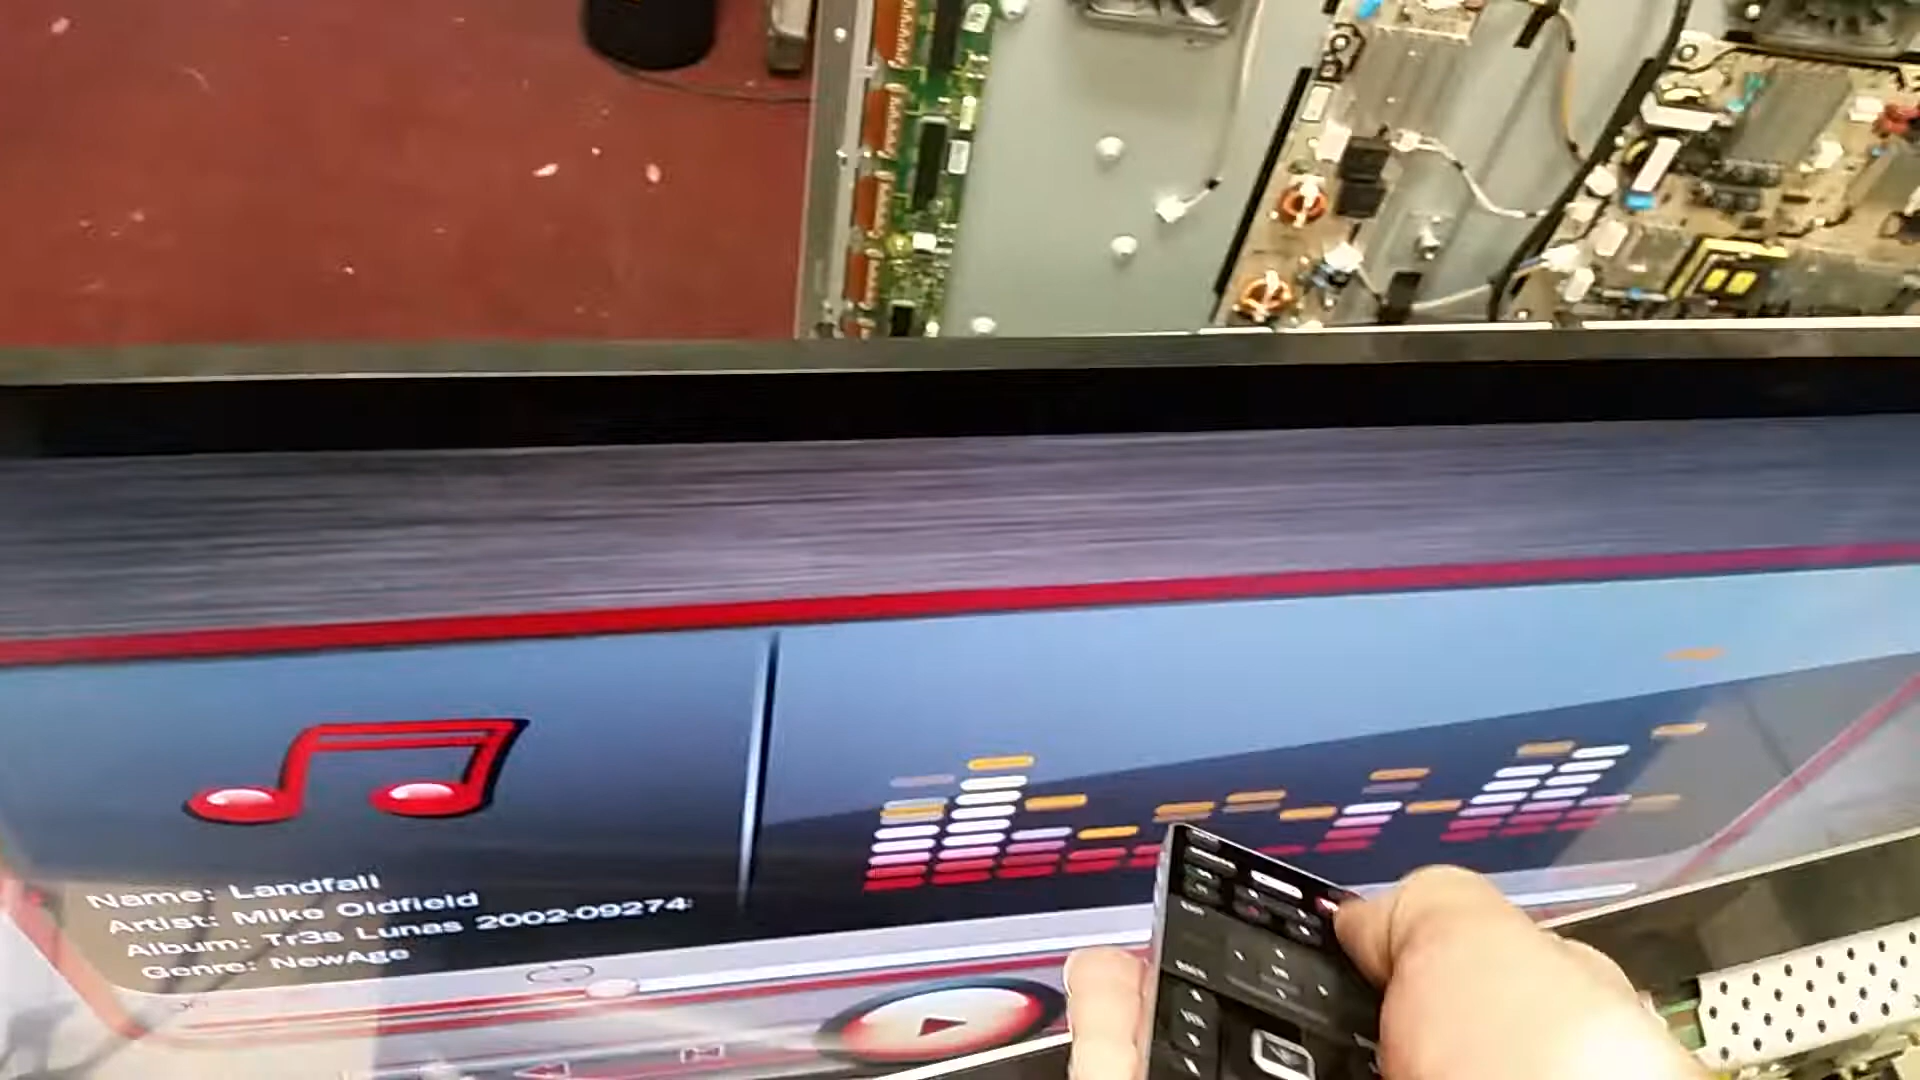 Name: Landfall
Artist: Mike Oldfield
Album: Tr3s Lunas 2002-09274
Genre: NewAge